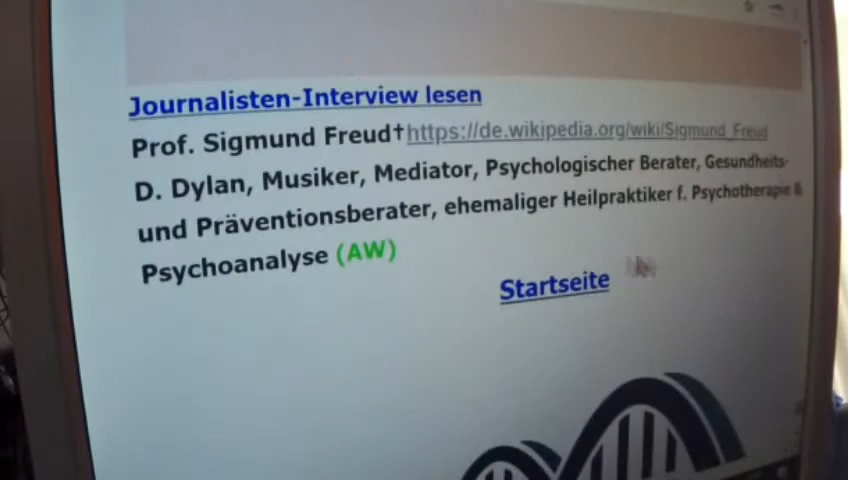 Journalisten-Interview lesen
Prof. Sigmund Freud✝https://de.wikipedia.org/wiki/Sigmund_Freud
D. Dylan, Musiker, Mediator, Psychologischer Berater, Gesundheits-
und Präventionsberater, ehemaliger Heilpraktiker f. Psychotherapie &
Psychoanalyse (AW)
Startseite